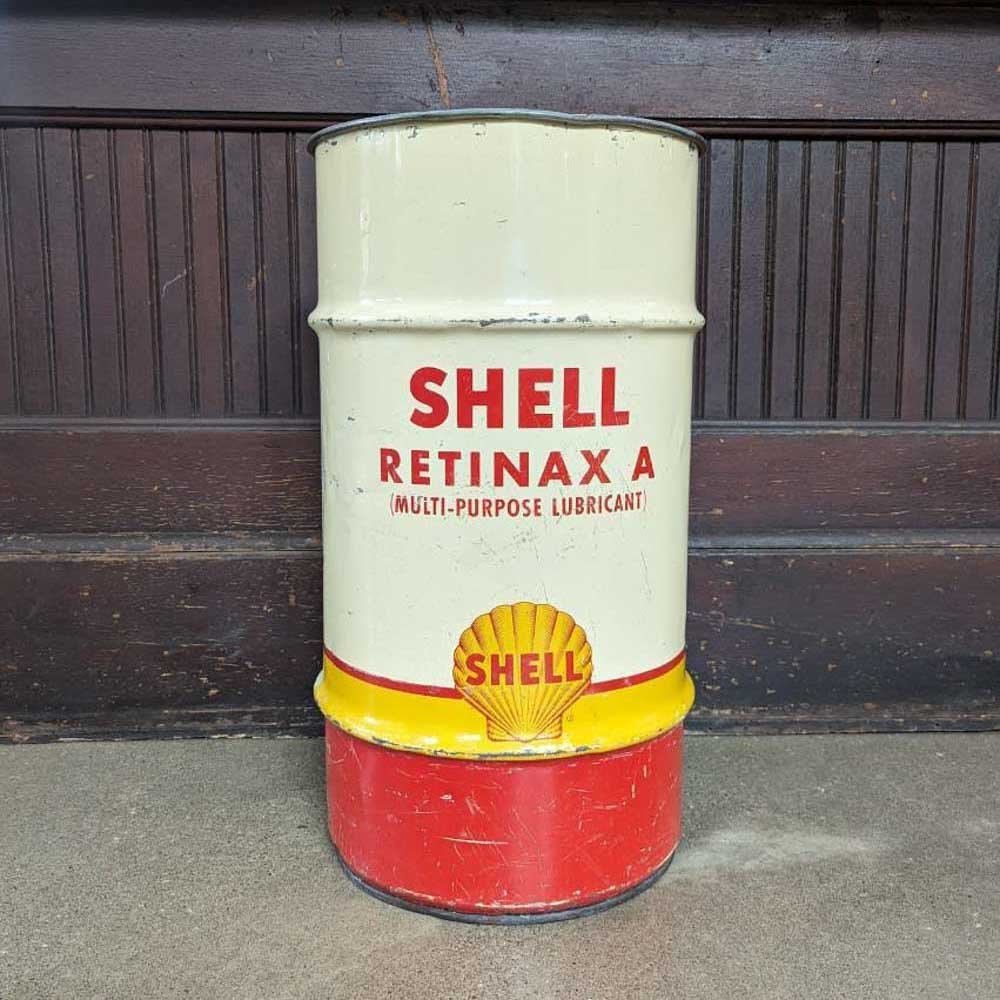 SHELL
RETINAX A
(MULTI-PURPOSE LUBRICANT)
SHELL